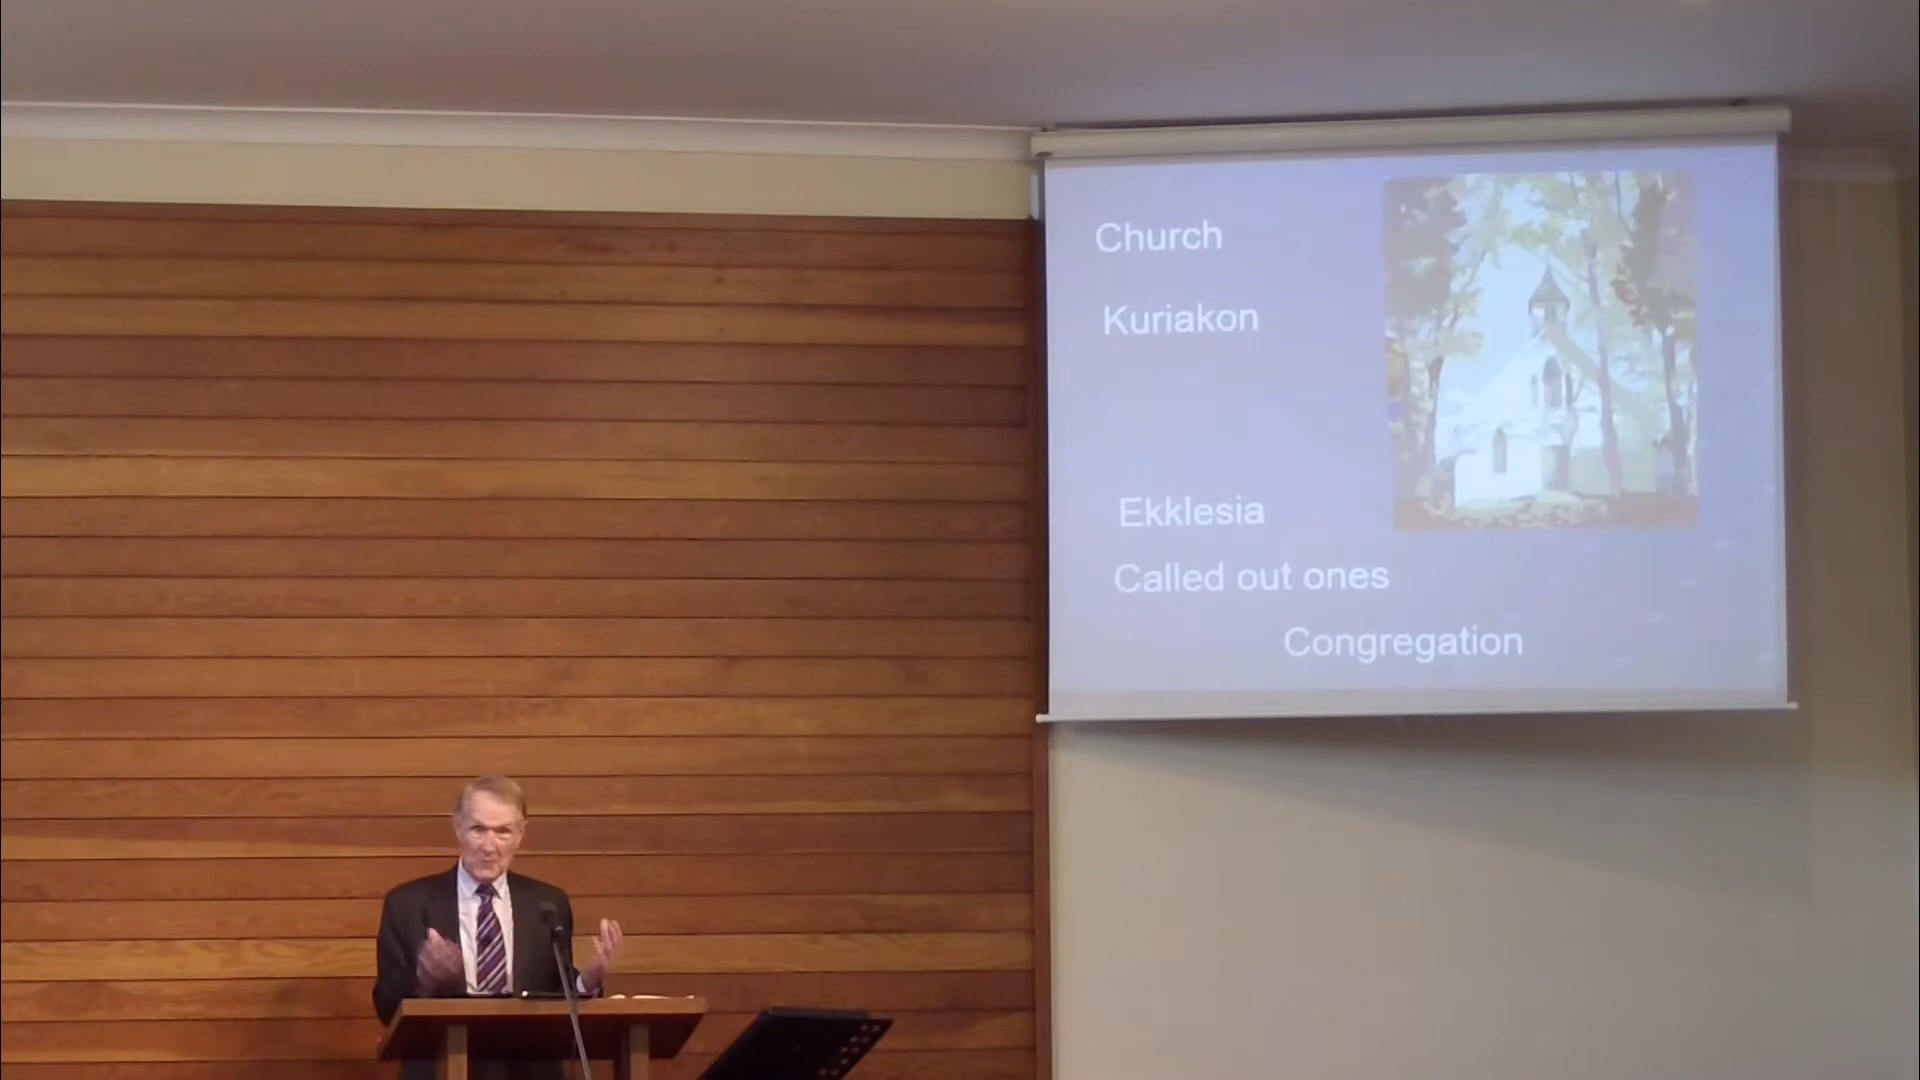 Church
Kuriakon
Ekklesia
Called out ones
Congregation